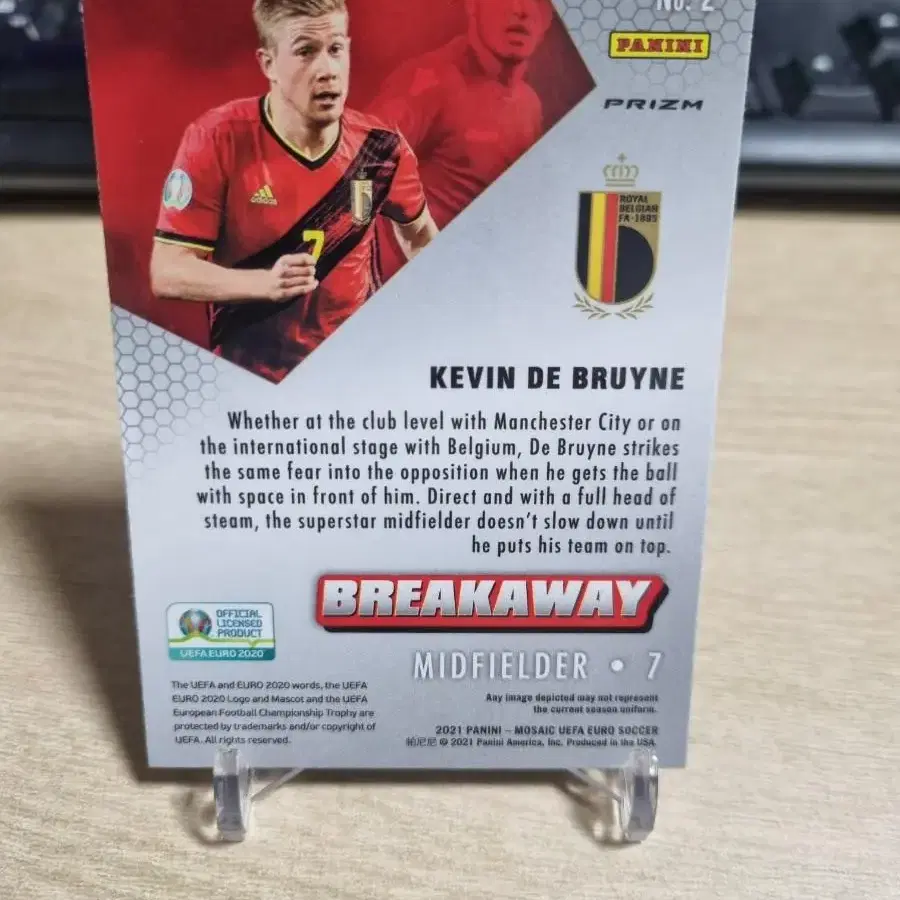 No. 2
PANINI
PRIZM
ROYAL
BELGIAN
FA-1895
adidas
7
KEVIN DE BRUYNE
Whether at the club level with Manchester City or on
the international stage with Belgium, De Bruyne strikes
the same fear into the opposition when he gets the ball
with space in front of him. Direct and with a full head of
steam, the superstar midfielder doesn't slow down until
he puts his team on top.
BREAKAWAY
OFFICIAL
LICENSED
PRODUCT
UEFA EURO 2020
MIDFIELDER • 7
The UEFA and EURO 2020 words, the UEFA
EURO 2020 Logo and Mascot and the UEFA
European Football Championship Trophy are
protected by trademarks and/or copyright of
UEFA. All rights reserved.
Any image depicted may not represent
the current season uniform.
2021 PANINI – MOSAIC UEFA EURO SOCCER
帕尼尼 © 2021 Panini America, Inc. Produced in the USA.